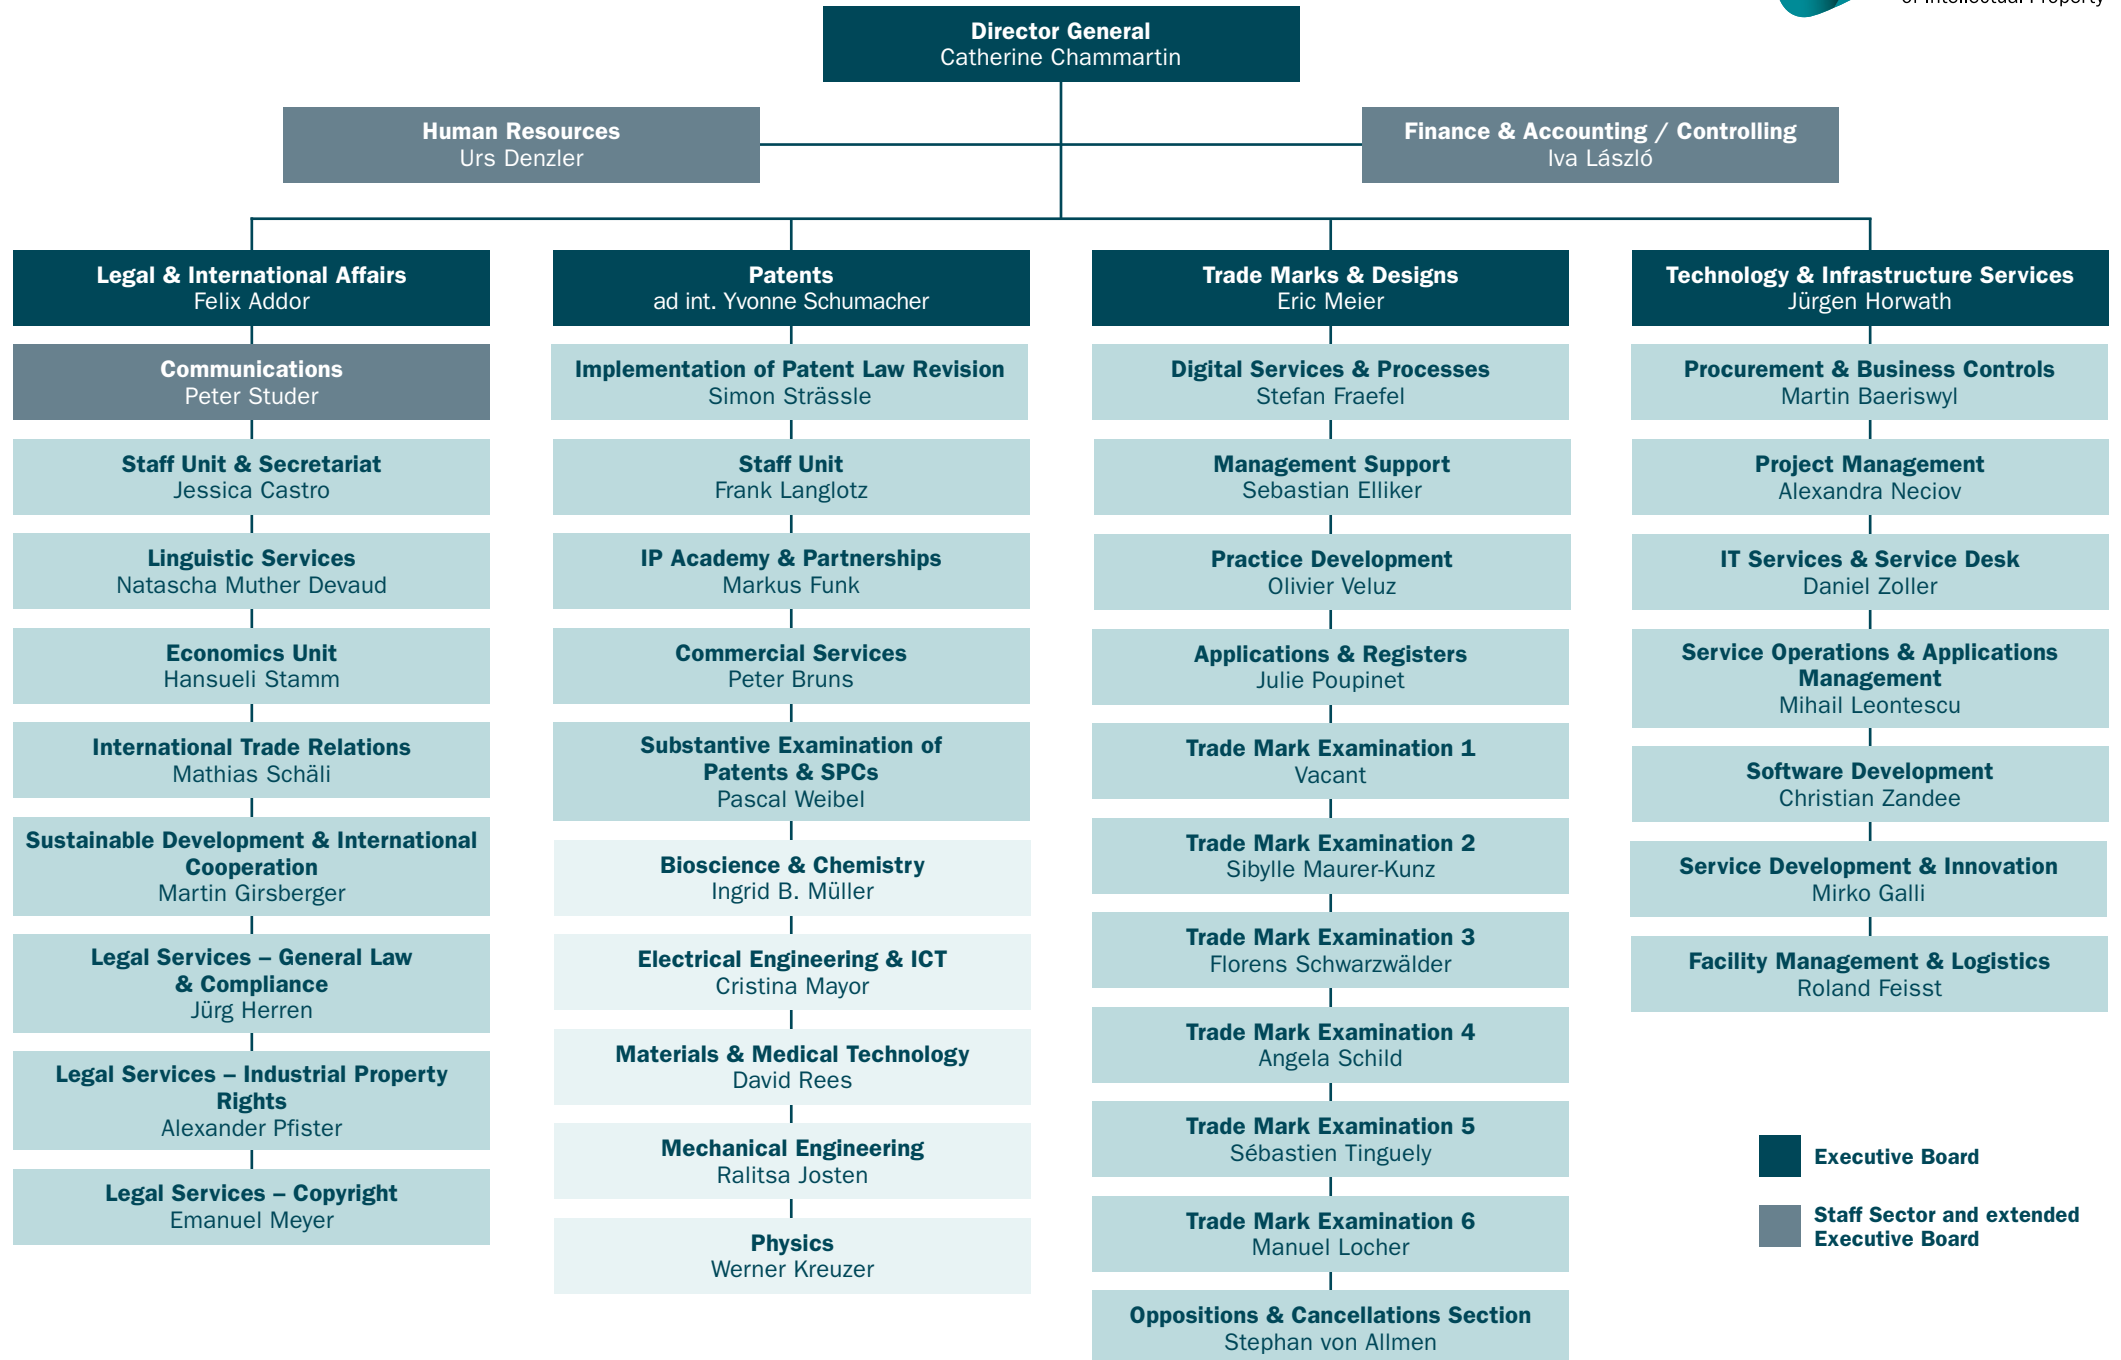 of Intellectual Property
Director General
Catherine Chammartin
Human Resources
Urs Denzler
Finance & Accounting / Controlling
Iva László
Legal & International Affairs
Felix Addor
Communications
Peter Studer
Staff Unit & Secretariat
Jessica Castro
Linguistic Services
Natascha Muther Devaud
Economics Unit
Hansueli Stamm
International Trade Relations
Mathias Schäli
Sustainable Development & International
Cooperation
Martin Girsberger
Legal Services – General Law
& Compliance
Jürg Herren
Legal Services – Industrial Property
Rights
Alexander Pfister
Legal Services – Copyright
Emanuel Meyer
Patents
ad int. Yvonne Schumacher
Implementation of Patent Law Revision
Simon Strässle
Staff Unit
Frank Langlotz
IP Academy & Partnerships
Markus Funk
Commercial Services
Peter Bruns
Substantive Examination of
Patents & SPCs
Pascal Weibel
Bioscience & Chemistry
Ingrid B. Müller
Electrical Engineering & ICT
Cristina Mayor
Materials & Medical Technology
David Rees
Mechanical Engineering
Ralitsa Josten
Physics
Werner Kreuzer
Trade Marks & Designs
Eric Meier
Digital Services & Processes
Stefan Fraefel
Management Support
Sebastian Elliker
Practice Development
Olivier Veluz
Applications & Registers
Julie Poupinet
Trade Mark Examination 1
Vacant
Trade Mark Examination 2
Sibylle Maurer-Kunz
Trade Mark Examination 3
Florens Schwarzwälder
Trade Mark Examination 4
Angela Schild
Trade Mark Examination 5
Sébastien Tinguely
Trade Mark Examination 6
Manuel Locher
Oppositions & Cancellations Section
Stephan von Allmen
Technology & Infrastructure Services
Jürgen Horwath
Procurement & Business Controls
Martin Baeriswyl
Project Management
Alexandra Neciov
IT Services & Service Desk
Daniel Zoller
Service Operations & Applications
Management
Mihail Leontescu
Software Development
Christian Zandee
Service Development & Innovation
Mirko Galli
Facility Management & Logistics
Roland Feisst
Executive Board
Staff Sector and extended
Executive Board